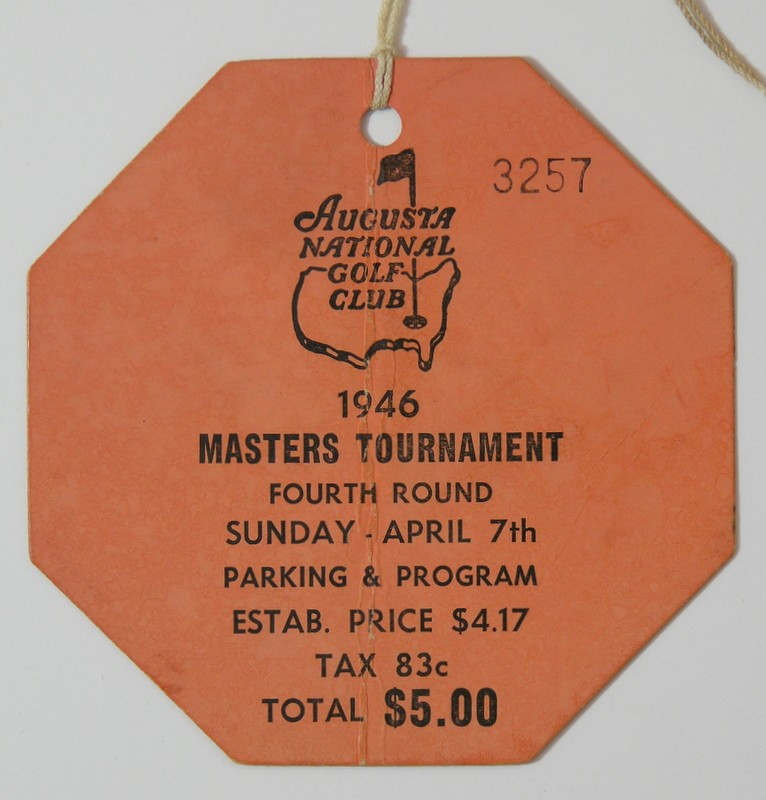 3257
Augusta
National
Golf
Club
1946
MASTERS TOURNAMENT
FOURTH ROUND
SUNDAY - APRIL 7th
PARKING & PROGRAM
ESTAB. PRICE $4.17
TAX 83c
TOTAL $5.00